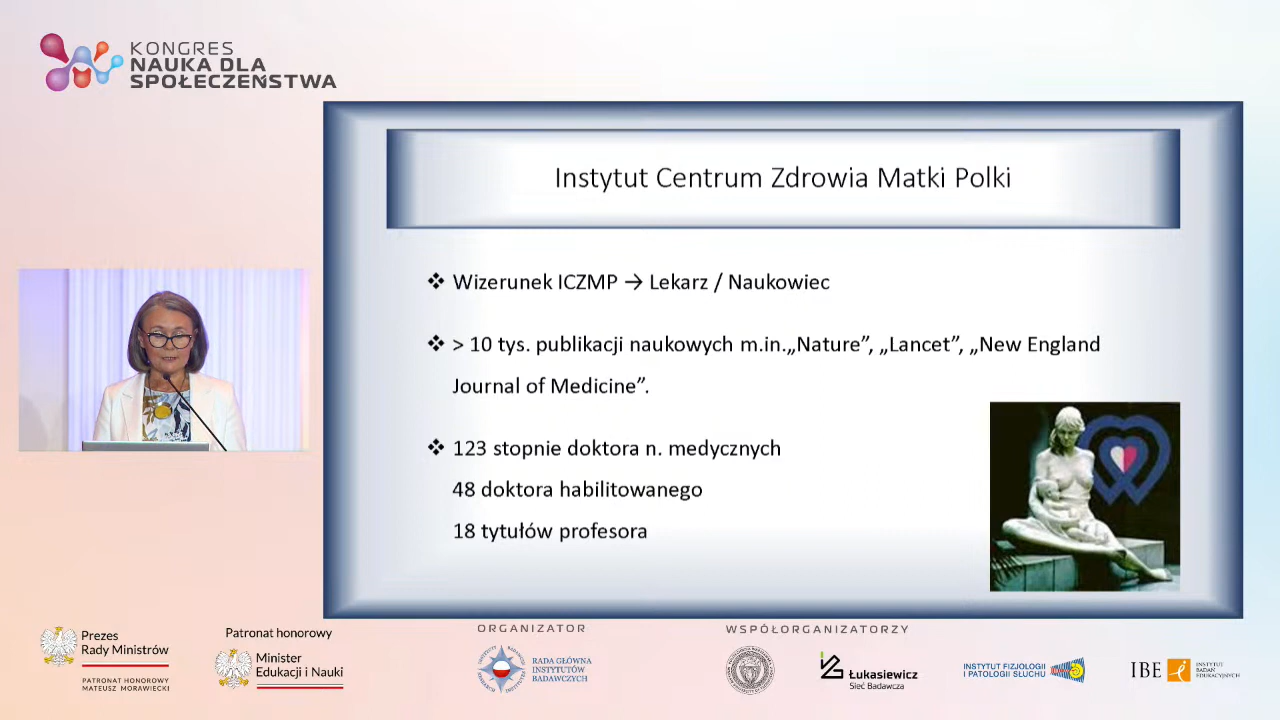 KONGRES
NAUKA DLA
SPOŁECZEŃSTWA
Instytut Centrum Zdrowia Matki Polki
❖ Wizerunek ICZMP → Lekarz / Naukowiec
❖ > 10 tys. publikacji naukowych m.in.„Nature”, „Lancet”, „New England
Journal of Medicine”.
❖ 123 stopnie doktora n. medycznych
48 doktora habilitowanego
18 tytułów profesora
Prezes
Rady Ministrów
PATRONAT HONOROWY
MATEUSZ MORAWIECKI
Patronat honorowy
Minister
Edukacji i Nauki
ORGANIZATOR
RADA GŁÓWNA
INSTYTUTÓW
BADAWCZYCH
WSPÓŁORGANIZATORZY
Łukasiewicz
Sieć Badawcza
INSTYTUT FIZJOLOGII
I PATOLOGII SŁUCHU
IBE
INSTYTUT
BADAŃ
EDUKACYJNYCH